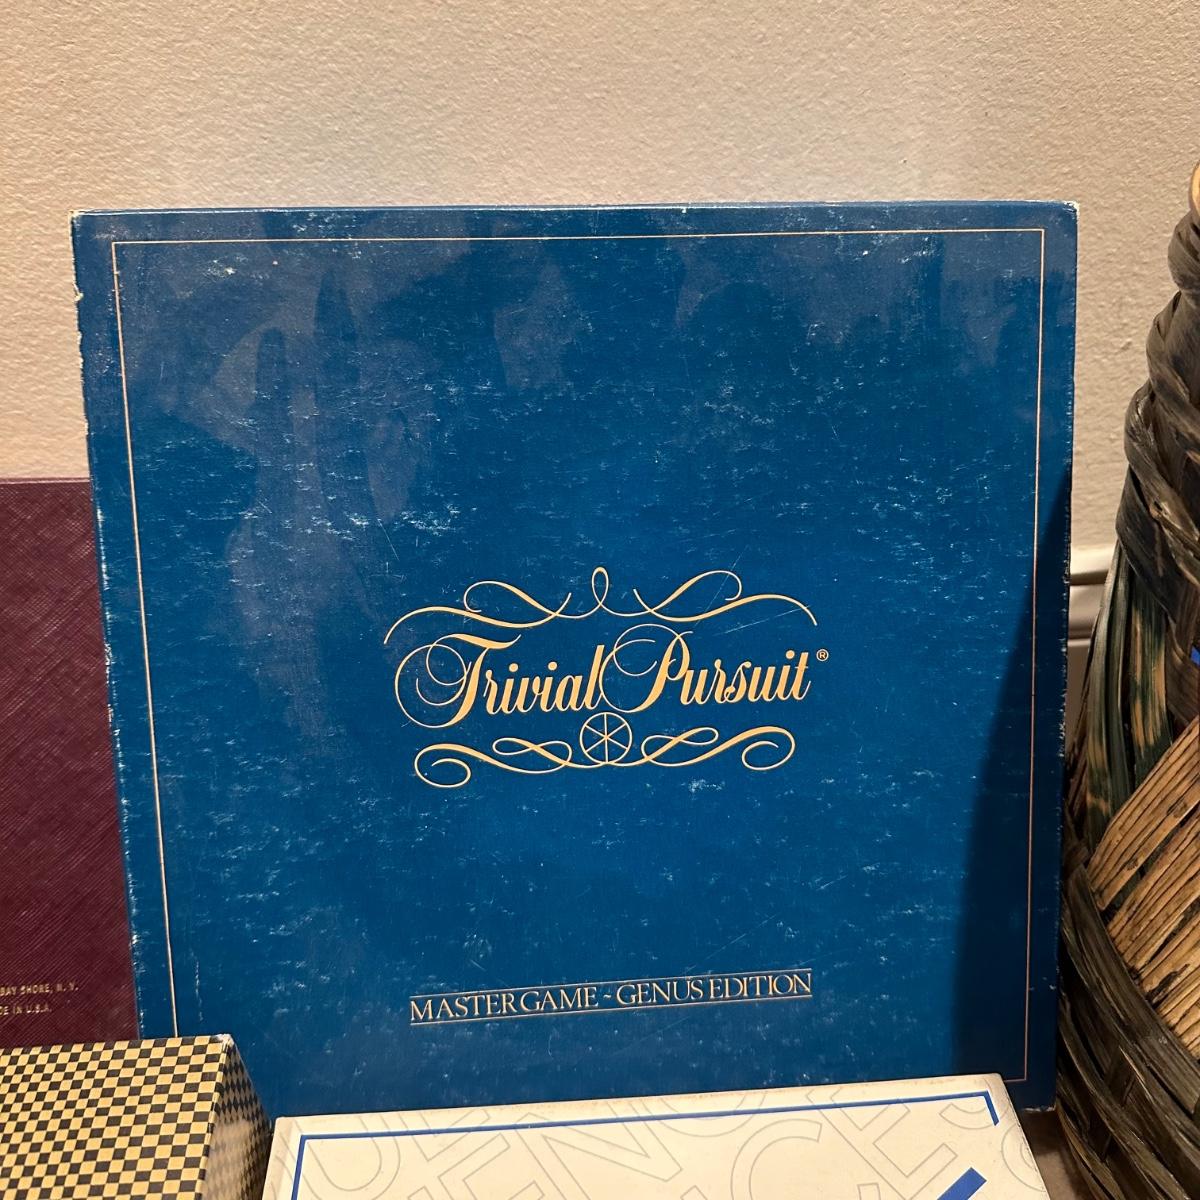 Trivial Pursuit®
MASTER GAME ~ GENUS EDITION
BAY SHORE, N. Y.
IN U.S.A.